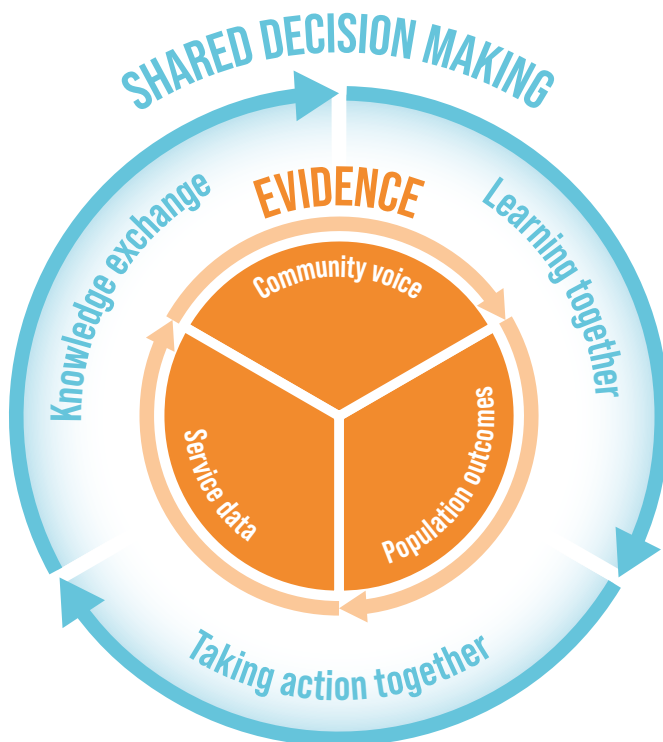 SHARED DECISION MAKING
EVIDENCE
Knowledge exchange
Learning together
Community voice
Service data
Population outcomes
Taking action together